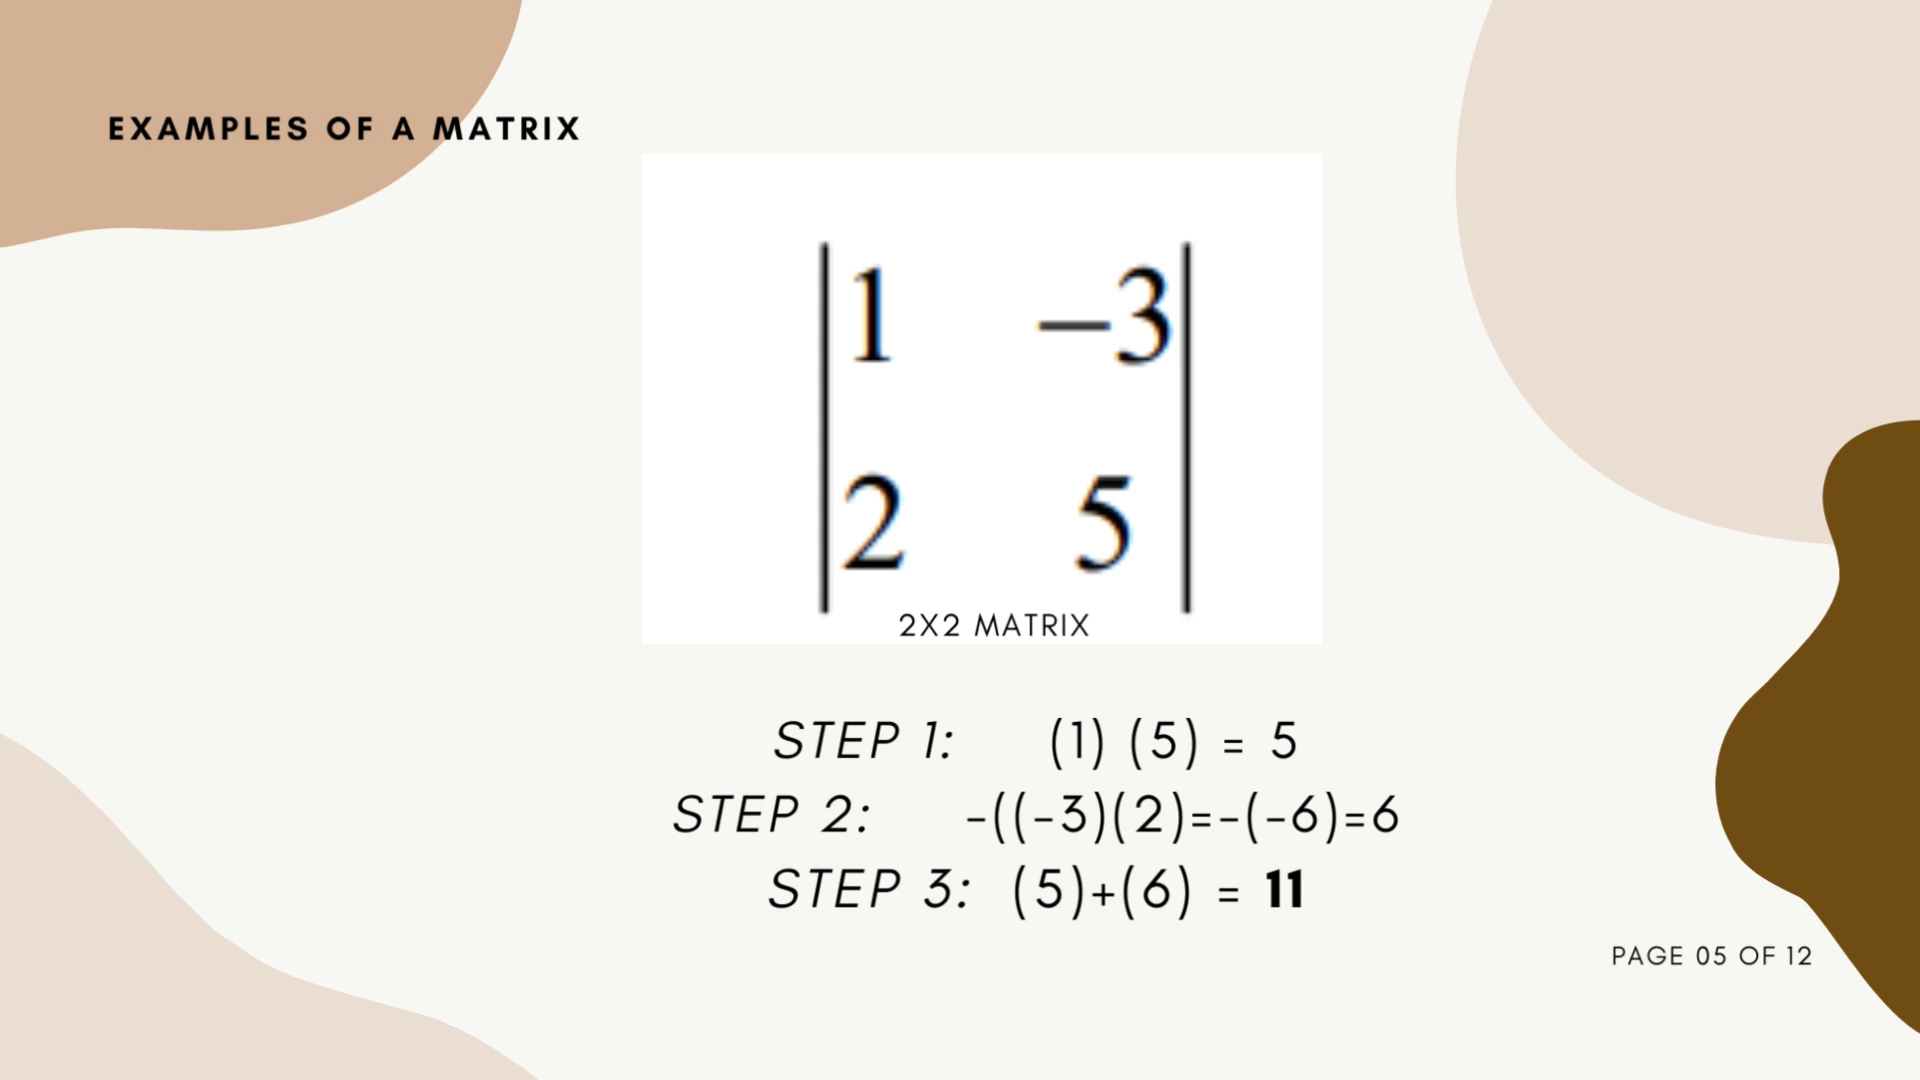 EXAMPLES OF A MATRIX
1 −3
2 5
2X2 MATRIX
STEP 1: (1) (5) = 5
STEP 2: -((-3)(2)=-(-6)=6
STEP 3: (5)+(6) = 11
PAGE 05 OF 12